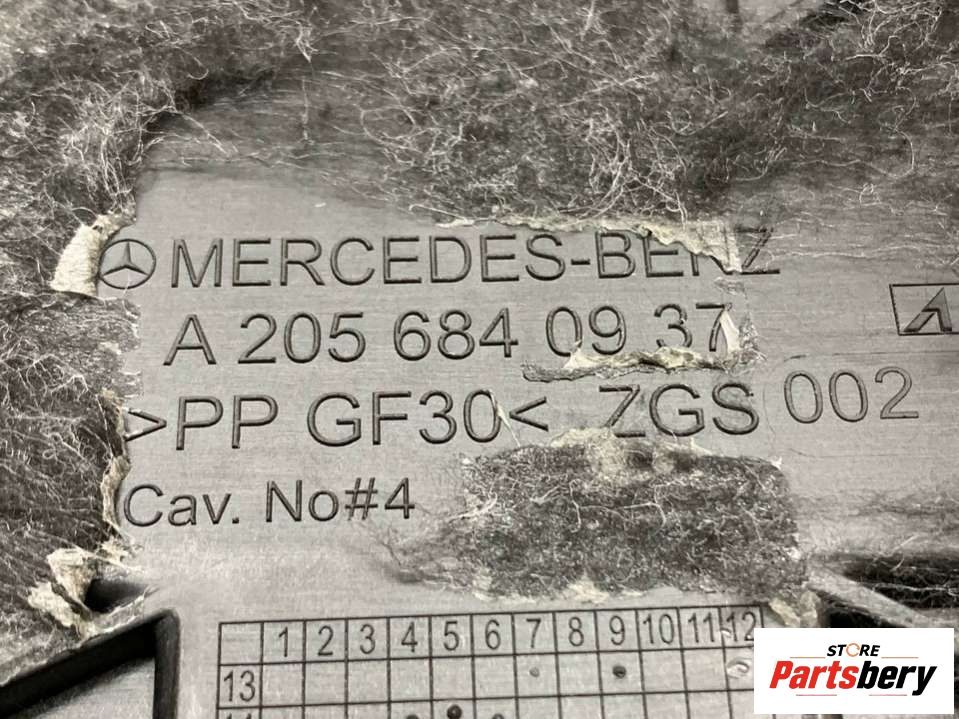 MERCEDES-BENZ
A 205 684 09 37
>PP GF30< ZGS 002
Cav. No#4
1 2 3 4 5 6 7 8 9 10 11 12
13
STORE
Partsbery